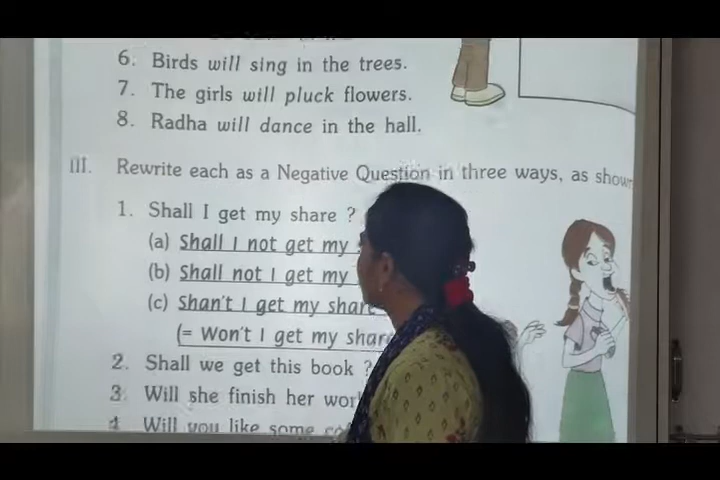 6. Birds will sing in the trees.
7. The girls will pluck flowers.
8. Radha will dance in the hall.
III. Rewrite each as a Negative Question in three ways, as shown
1. Shall I get my share ?
(a) Shall I not get my
(b) Shall not I get my
(c) Shan't I get my share
(= Won't I get my share
2. Shall we get this book ?
3. Will she finish her wor
4. Will you like some